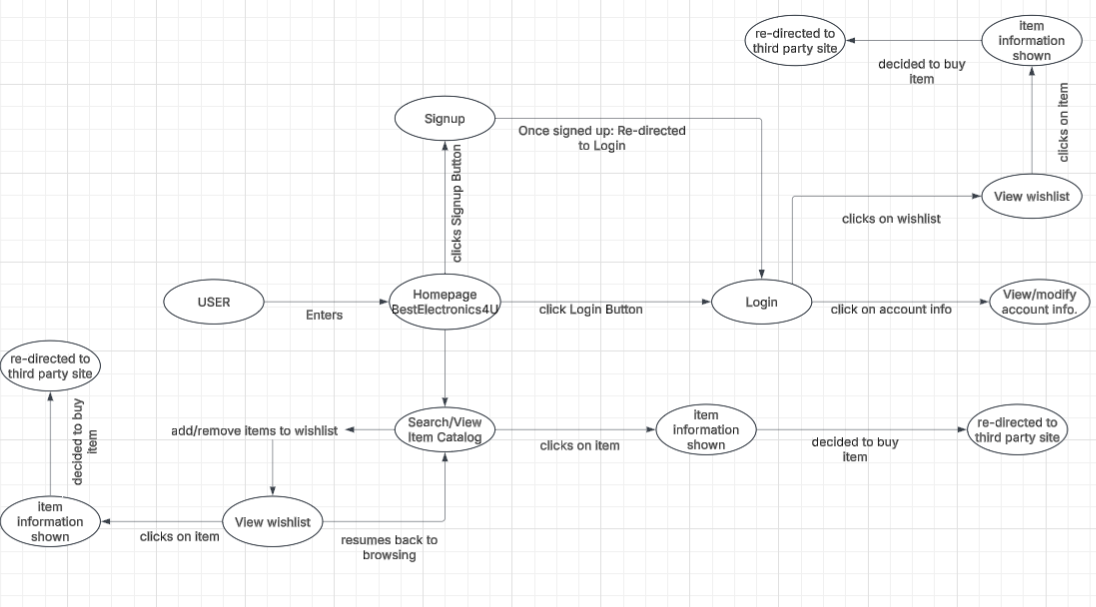 re-directed to
third party site
item
information
shown
decided to buy
item
clicks on item
Signup
Once signed up: Re-directed
to Login
clicks Signup Button
View wishlist
clicks on wishlist
USER
Enters
Homepage
BestElectronics4U
click Login Button
Login
click on account info
View/modify
account info.
re-directed to
third party site
decided to buy
item
add/remove items to wishlist
Search/View
Item Catalog
clicks on item
item
information
shown
decided to buy
item
re-directed to
third party site
item
information
shown
clicks on item
View wishlist
resumes back to
browsing